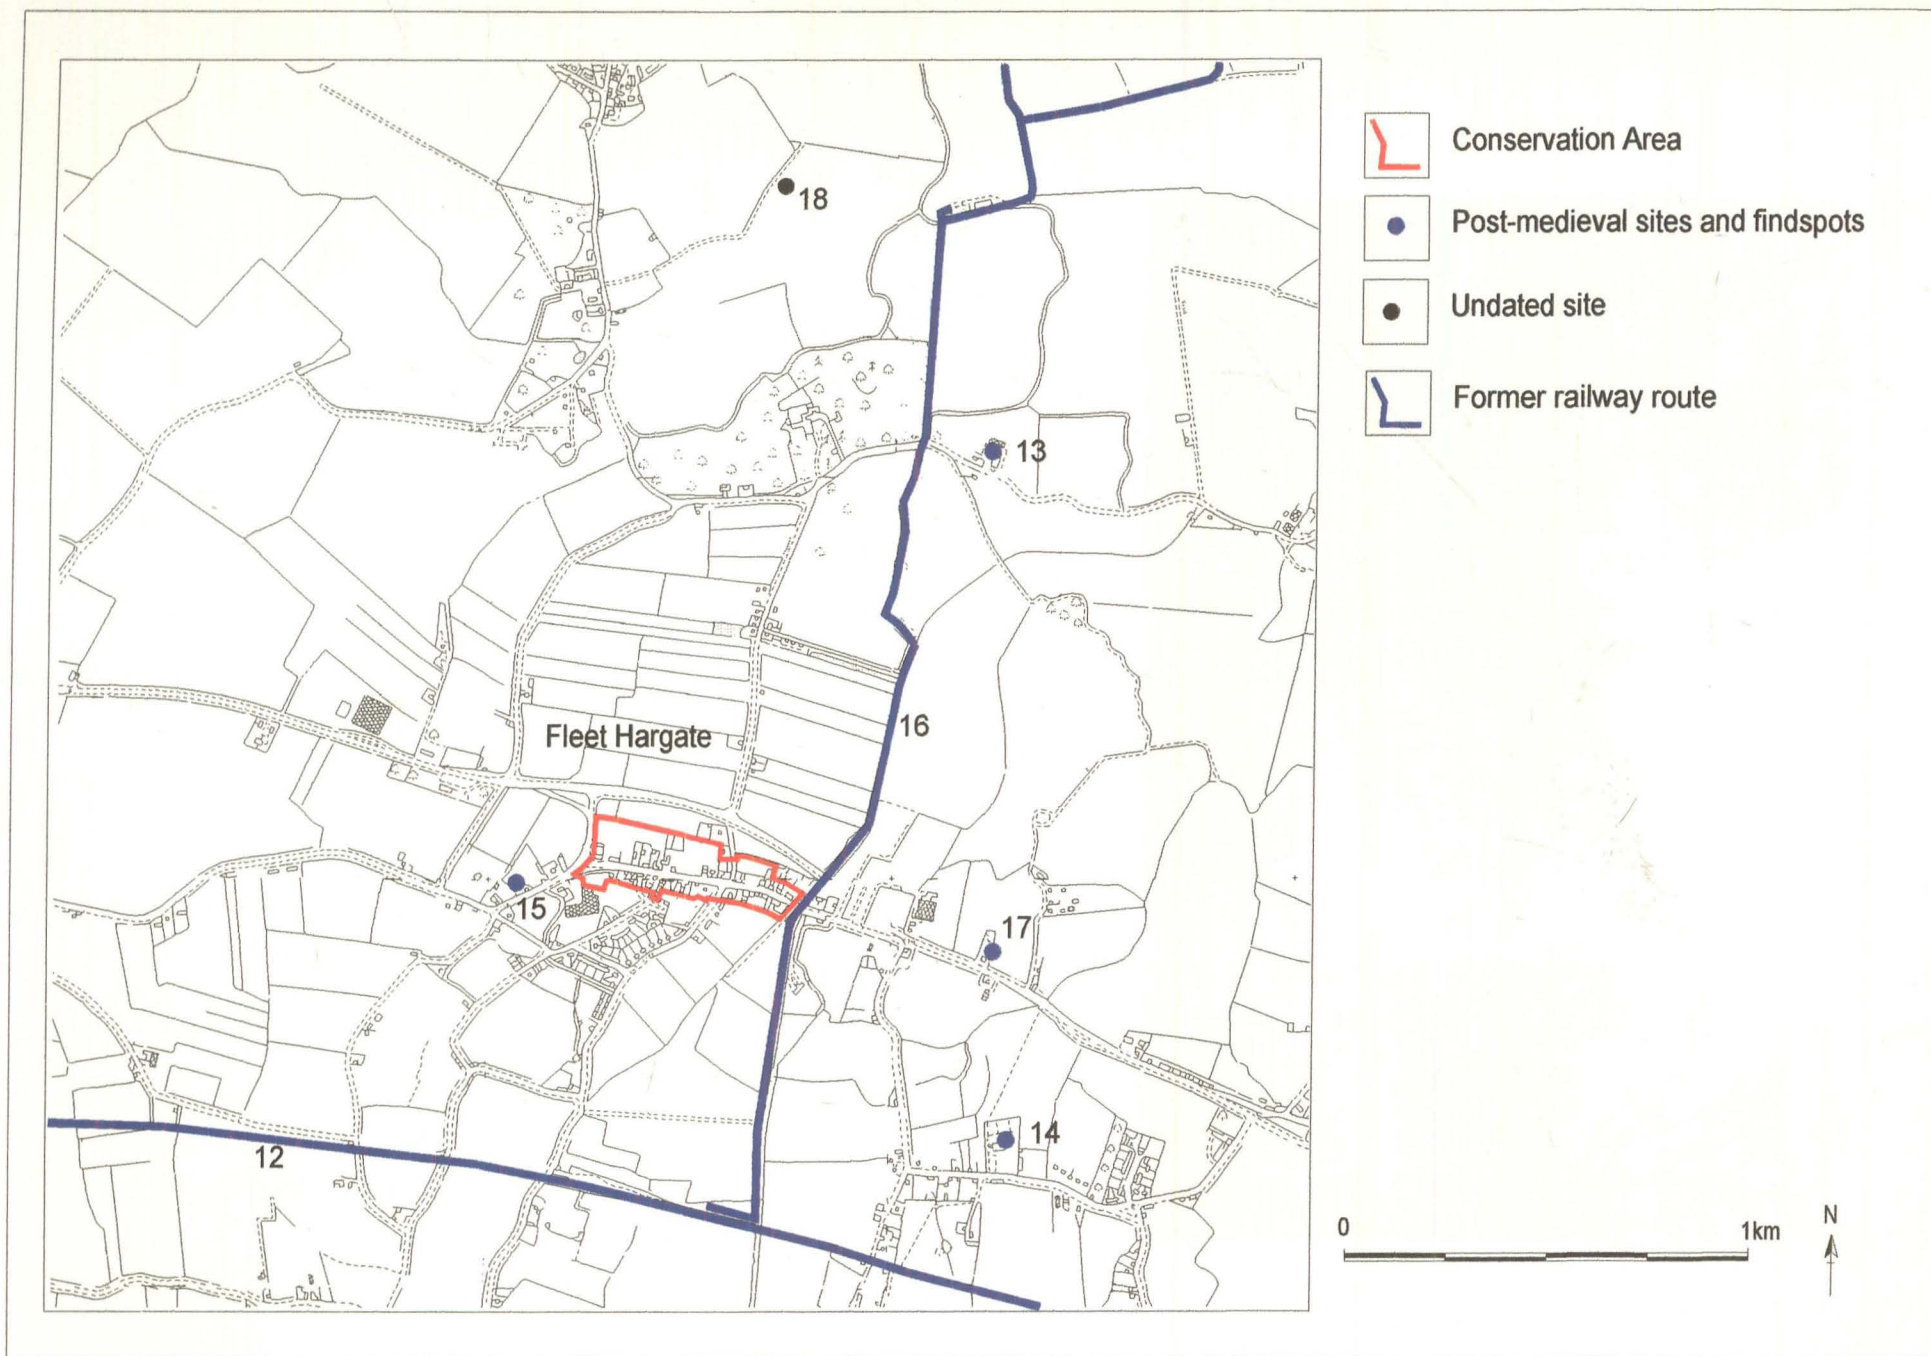 18
13
16
Fleet Hargate
15
17
12
14
Conservation Area
Post-medieval sites and findspots
Undated site
Former railway route
0
1km
N